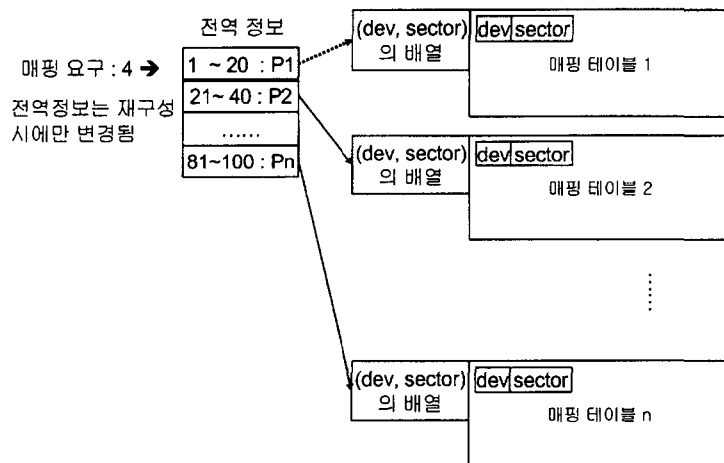 전역 정보
매핑 요구 : 4 ➔
전역정보는 재구성
시에만 변경됨
1 ~ 20 : P1
21~ 40 : P2
......
81~100 : Pn
(dev, sector)
의 배열
dev sector
매핑 테이블 1
(dev, sector)
의 배열
dev sector
매핑 테이블 2
(dev, sector)
의 배열
dev sector
매핑 테이블 n